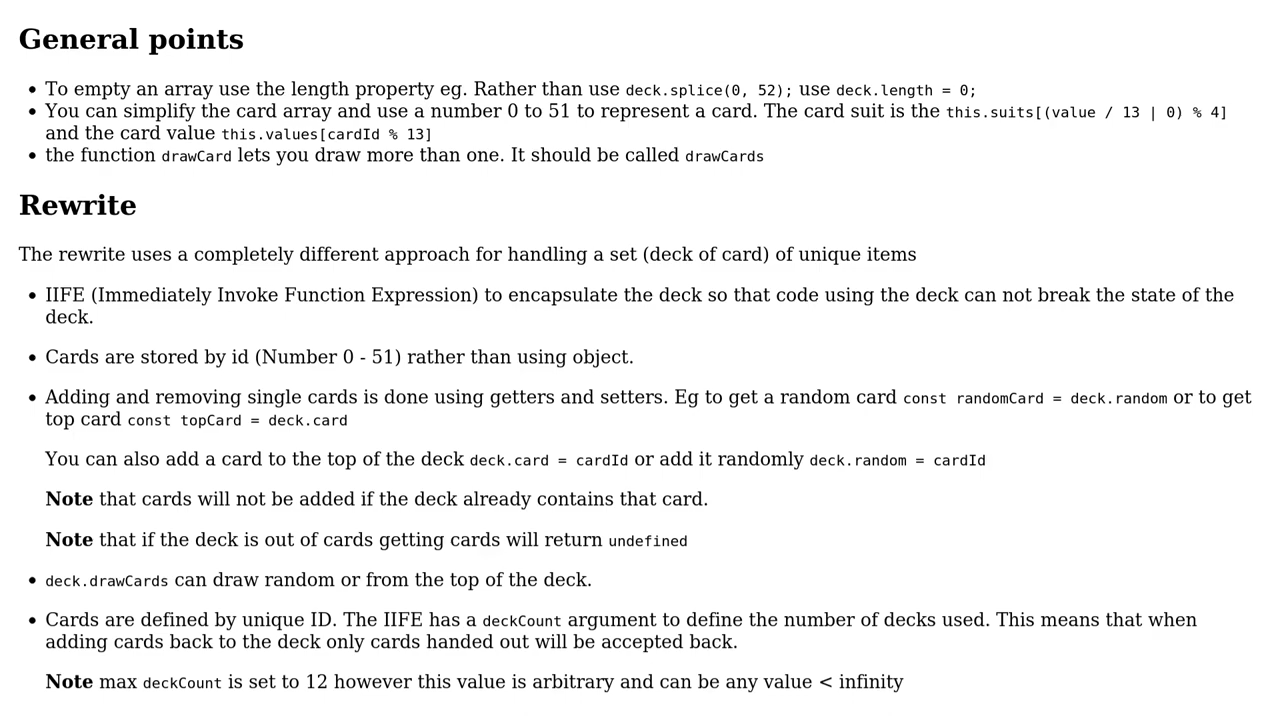 General points
• To empty an array use the length property eg. Rather than use deck.splice(0, 52); use deck.length = 0;
• You can simplify the card array and use a number 0 to 51 to represent a card. The card suit is the this.suits[(value / 13 | 0) % 4]
and the card value this.values[cardId % 13]
• the function drawCard lets you draw more than one. It should be called drawCards
Rewrite
The rewrite uses a completely different approach for handling a set (deck of card) of unique items
• IIFE (Immediately Invoke Function Expression) to encapsulate the deck so that code using the deck can not break the state of the
deck.
• Cards are stored by id (Number 0 - 51) rather than using object.
• Adding and removing single cards is done using getters and setters. Eg to get a random card const randomCard = deck.random or to get
top card const topCard = deck.card
You can also add a card to the top of the deck deck.card = cardId or add it randomly deck.random = cardId
Note that cards will not be added if the deck already contains that card.
Note that if the deck is out of cards getting cards will return undefined
• deck.drawCards can draw random or from the top of the deck.
• Cards are defined by unique ID. The IIFE has a deckCount argument to define the number of decks used. This means that when
adding cards back to the deck only cards handed out will be accepted back.
Note max deckCount is set to 12 however this value is arbitrary and can be any value < infinity